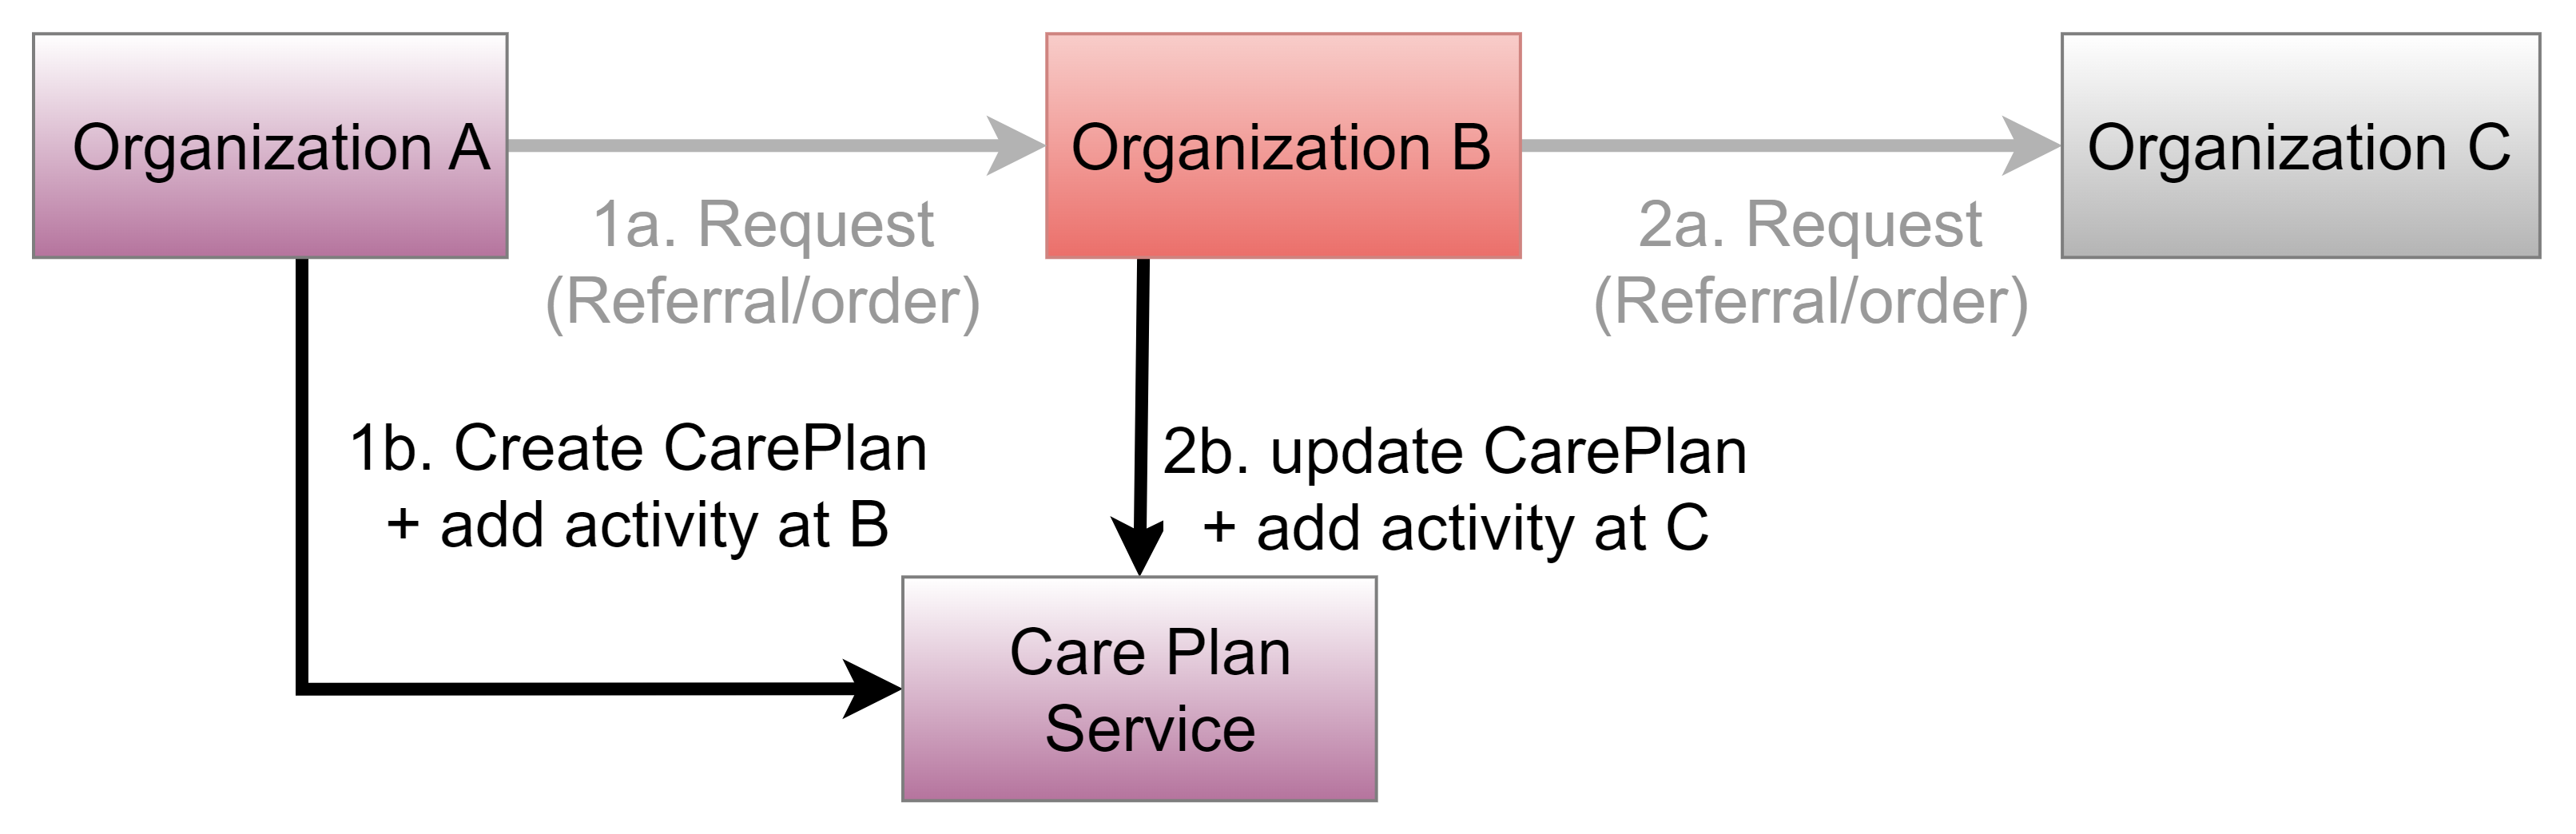 Organization A
Organization B
Organization C
1a. Request
(Referral/order)
2a. Request
(Referral/order)
1b. Create CarePlan
+ add activity at B
2b. update CarePlan
+ add activity at C
Care Plan
Service